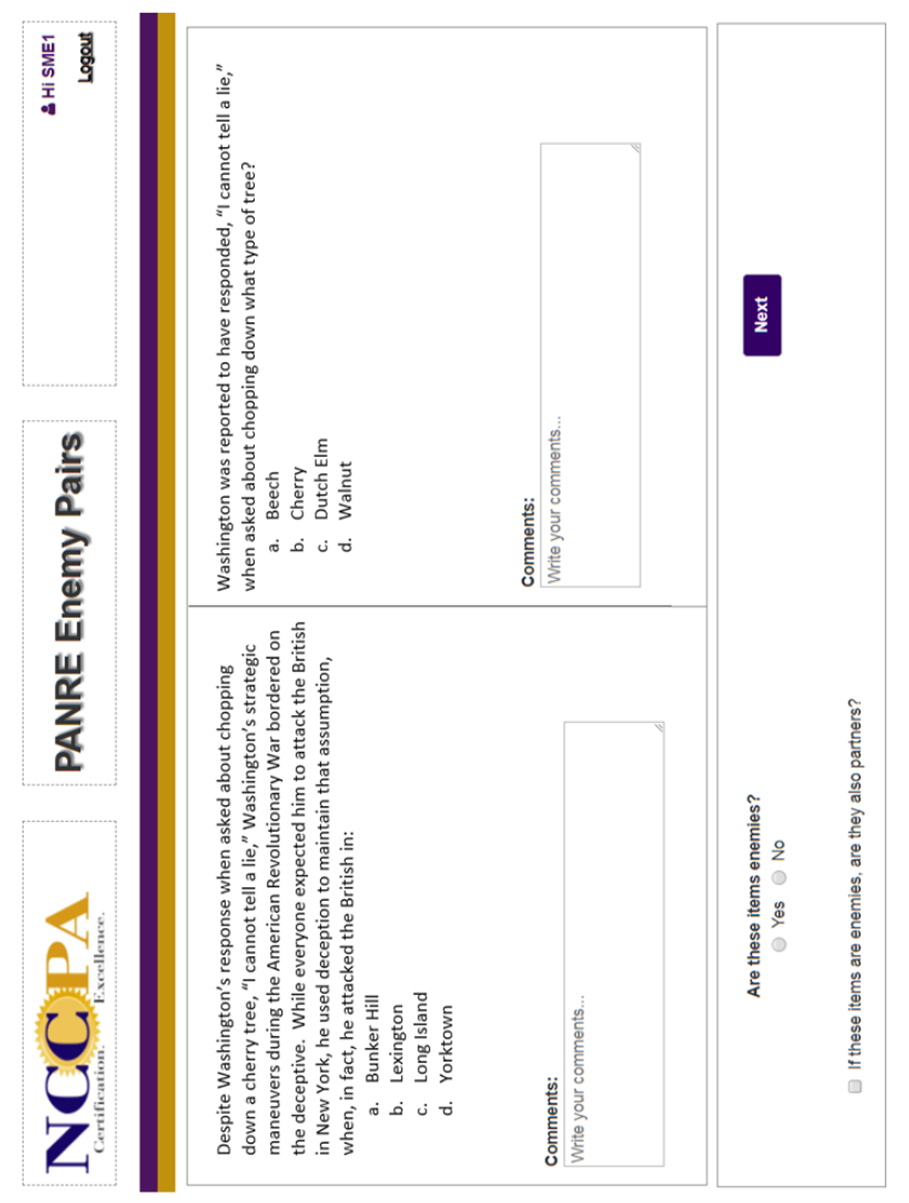 NCCPA
Certification. Excellence.
PANRE Enemy Pairs
Hi SME1
Logout
Despite Washington's response when asked about chopping
down a cherry tree, "I cannot tell a lie," Washington's strategic
maneuvers during the American Revolutionary War bordered on
the deceptive. While everyone expected him to attack the British
in New York, he used deception to maintain that assumption,
when, in fact, he attacked the British in:
a. Bunker Hill
b. Lexington
c. Long Island
d. Yorktown
Comments:
Write your comments...
Washington was reported to have responded, "I cannot tell a lie,"
when asked about chopping down what type of tree?
a. Beech
b. Cherry
c. Dutch Elm
d. Walnut
Comments:
Write your comments...
Are these items enemies?
Yes No
Next
If these items are enemies, are they also partners?